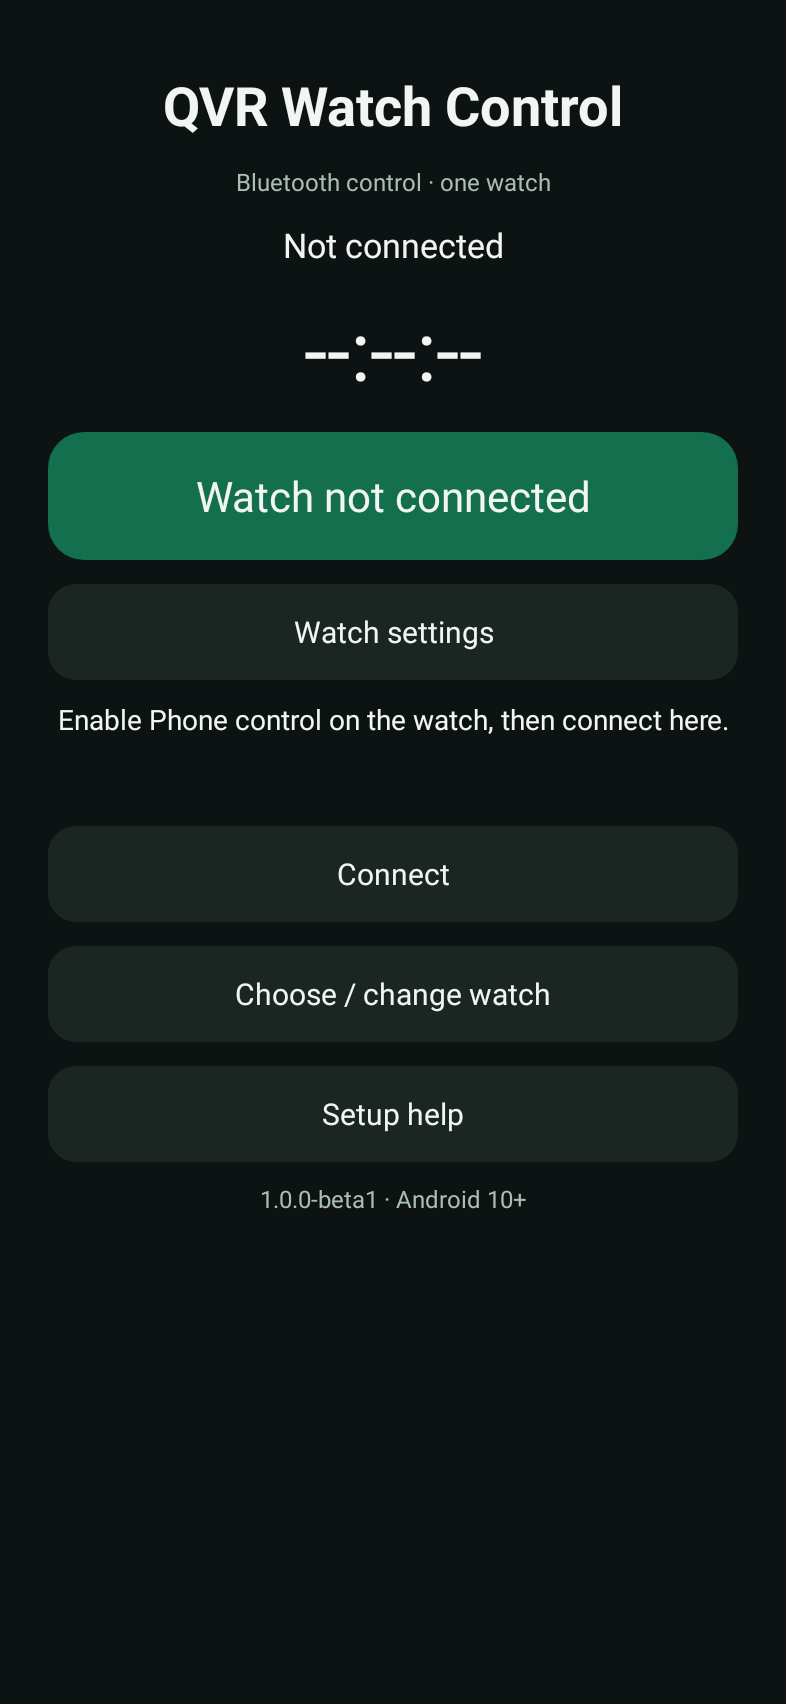 QVR Watch Control
Bluetooth control · one watch
Not connected
--:--:--
Watch not connected
Watch settings
Enable Phone control on the watch, then connect here.
Connect
Choose / change watch
Setup help
1.0.0-beta1 · Android 10+